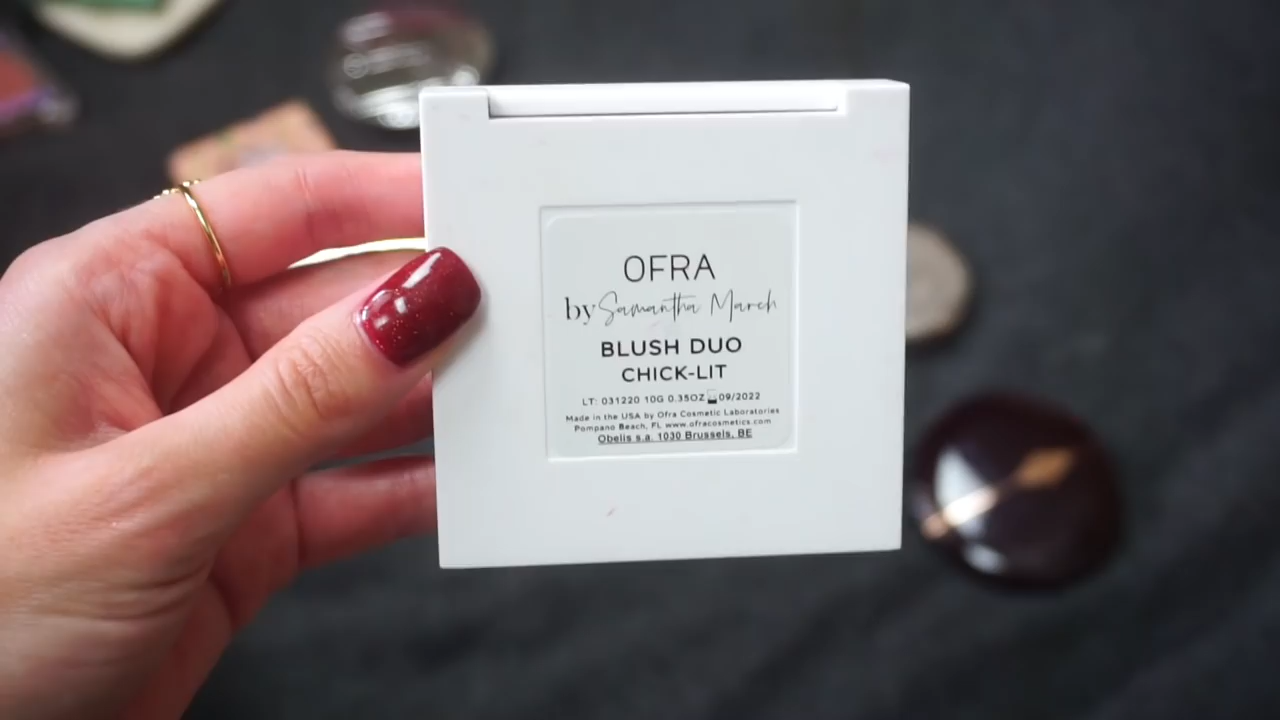 OFRA
by Samantha March
BLUSH DUO
CHICK-LIT
LT: 031220 10G 0.35OZ 09/2022
Made in the USA by Ofra Cosmetic Laboratories
Pompano Beach, FL www.ofracosmetics.com
Obelis s.a. 1030 Brussels, BE